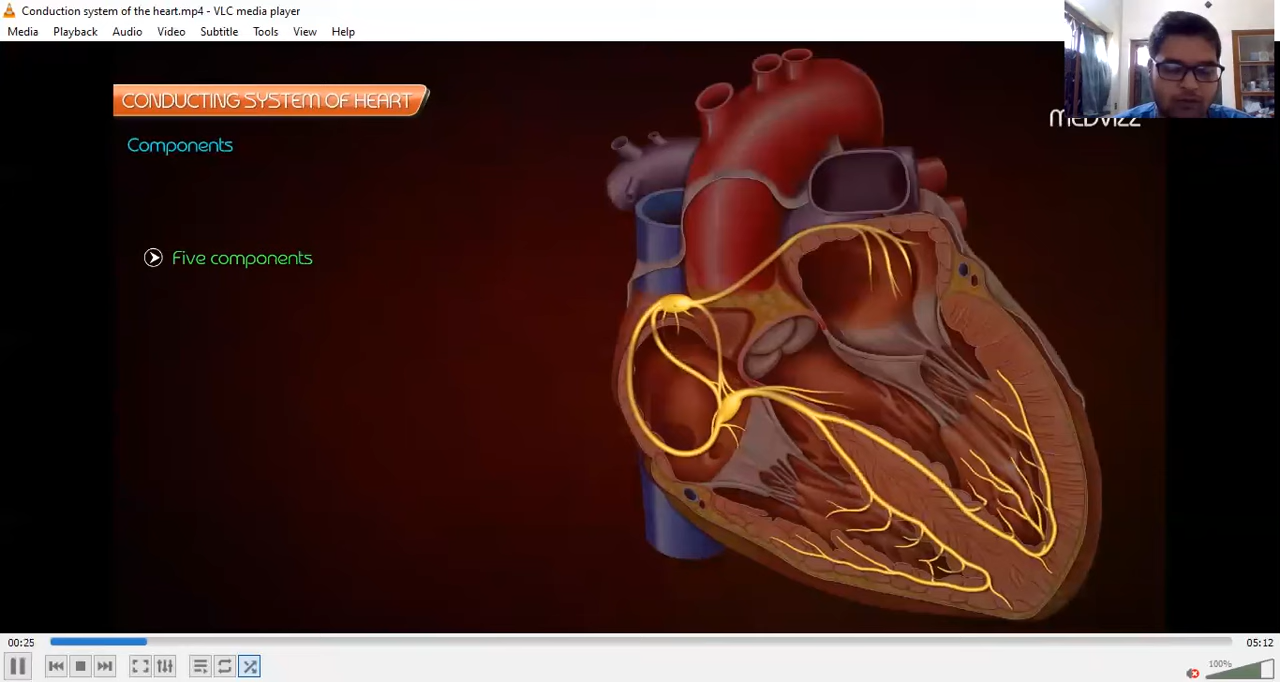 Conduction system of the heart.mp4 - VLC media player
Media Playback Audio Video Subtitle Tools View Help
CONDUCTING SYSTEM OF HEART
MEDVIZZ
Components
Five components
00:25
05:12
100%